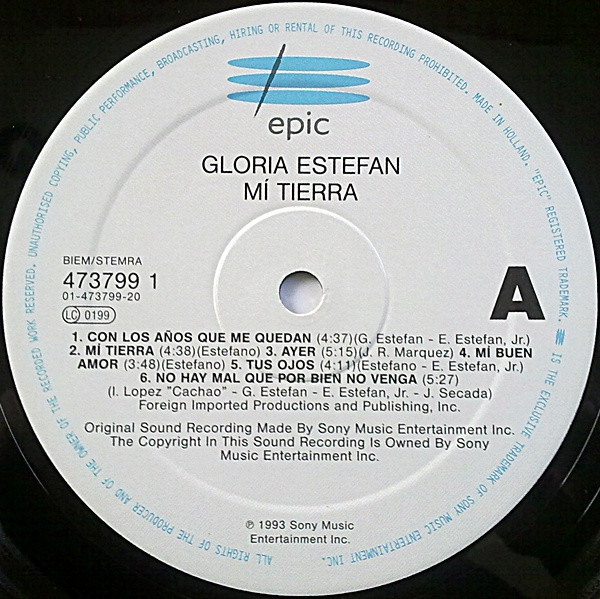 epic
GLORIA ESTEFAN
MÍ TIERRA
BIEM/STEMRA
473799 1
01-473799-20
LC 0199
A
1. CON LOS AÑOS QUE ME QUEDAN (4:37)(G. Estefan - E. Estefan, Jr.)
2. MÍ TIERRA (4:38)(Estefano) 3. AYER (5:15)(J. R. Marquez) 4. MÍ BUEN
AMOR (3:48)(Estefano) 5. TUS OJOS (4:11)(Estefano - E. Estefan, Jr.)
6. NO HAY MAL QUE POR BIEN NO VENGA (5:27)
(I. Lopez "Cachao" - G. Estefan - E. Estefan, Jr. - J. Secada)
Foreign Imported Productions and Publishing, Inc.
Original Sound Recording Made By Sony Music Entertainment Inc.
The Copyright In This Sound Recording Is Owned By Sony
Music Entertainment Inc.
℗ 1993 Sony Music
Entertainment Inc.
ALL RIGHTS OF THE PRODUCER AND OF THE OWNER OF THE RECORDED WORK RESERVED. UNAUTHORISED COPYING, PUBLIC PERFORMANCE, BROADCASTING, HIRING OR RENTAL OF THIS RECORDING PROHIBITED. MADE IN HOLLAND. "EPIC" REGISTERED TRADEMARK. IS THE EXCLUSIVE TRADEMARK OF SONY MUSIC ENTERTAINMENT INC.